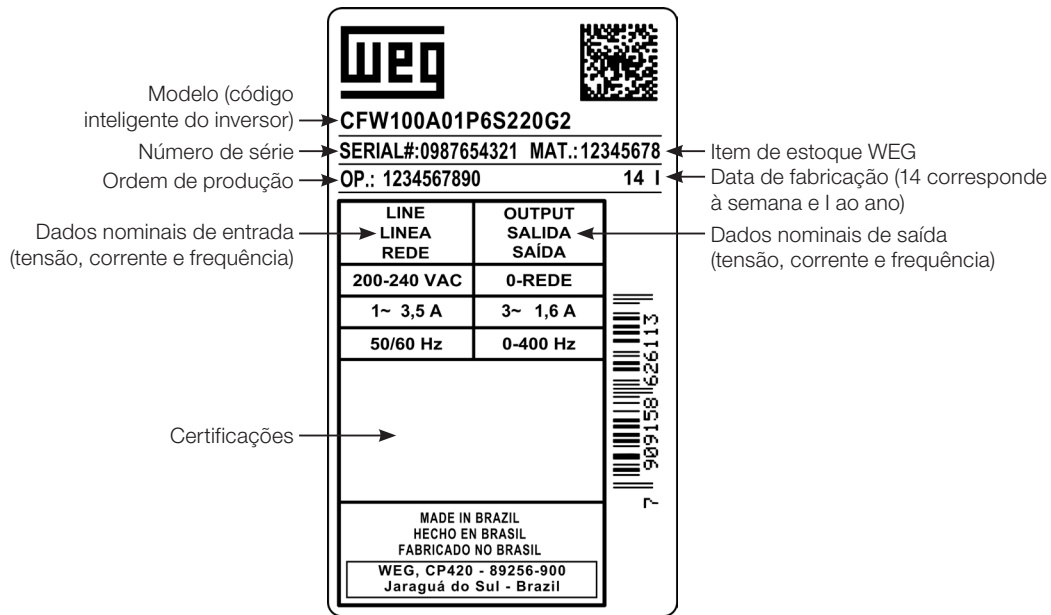 weg
Modelo (código
inteligente do inversor)
CFW100A01P6S220G2
Número de série
SERIAL#:0987654321 MAT.:12345678
Item de estoque WEG
Ordem de produção
OP.: 1234567890 14 I
Data de fabricação (14 corresponde
à semana e I ao ano)
Dados nominais de entrada
(tensão, corrente e frequência)
LINE
LINEA
REDE
OUTPUT
SALIDA
SAÍDA
Dados nominais de saída
(tensão, corrente e frequência)
200-240 VAC 0-REDE
1~ 3,5 A 3~ 1,6 A
50/60 Hz 0-400 Hz
7 909158 626113
Certificações
MADE IN BRAZIL
HECHO EN BRASIL
FABRICADO NO BRASIL
WEG, CP420 - 89256-900
Jaraguá do Sul - Brazil